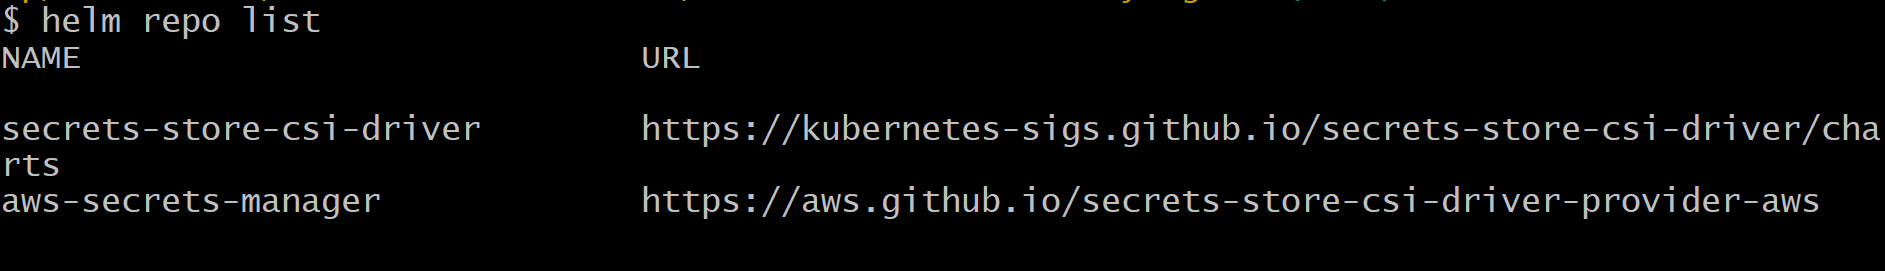 $ helm repo list
NAME                            URL
secrets-store-csi-driver        https://kubernetes-sigs.github.io/secrets-store-csi-driver/cha
rts
aws-secrets-manager             https://aws.github.io/secrets-store-csi-driver-provider-aws